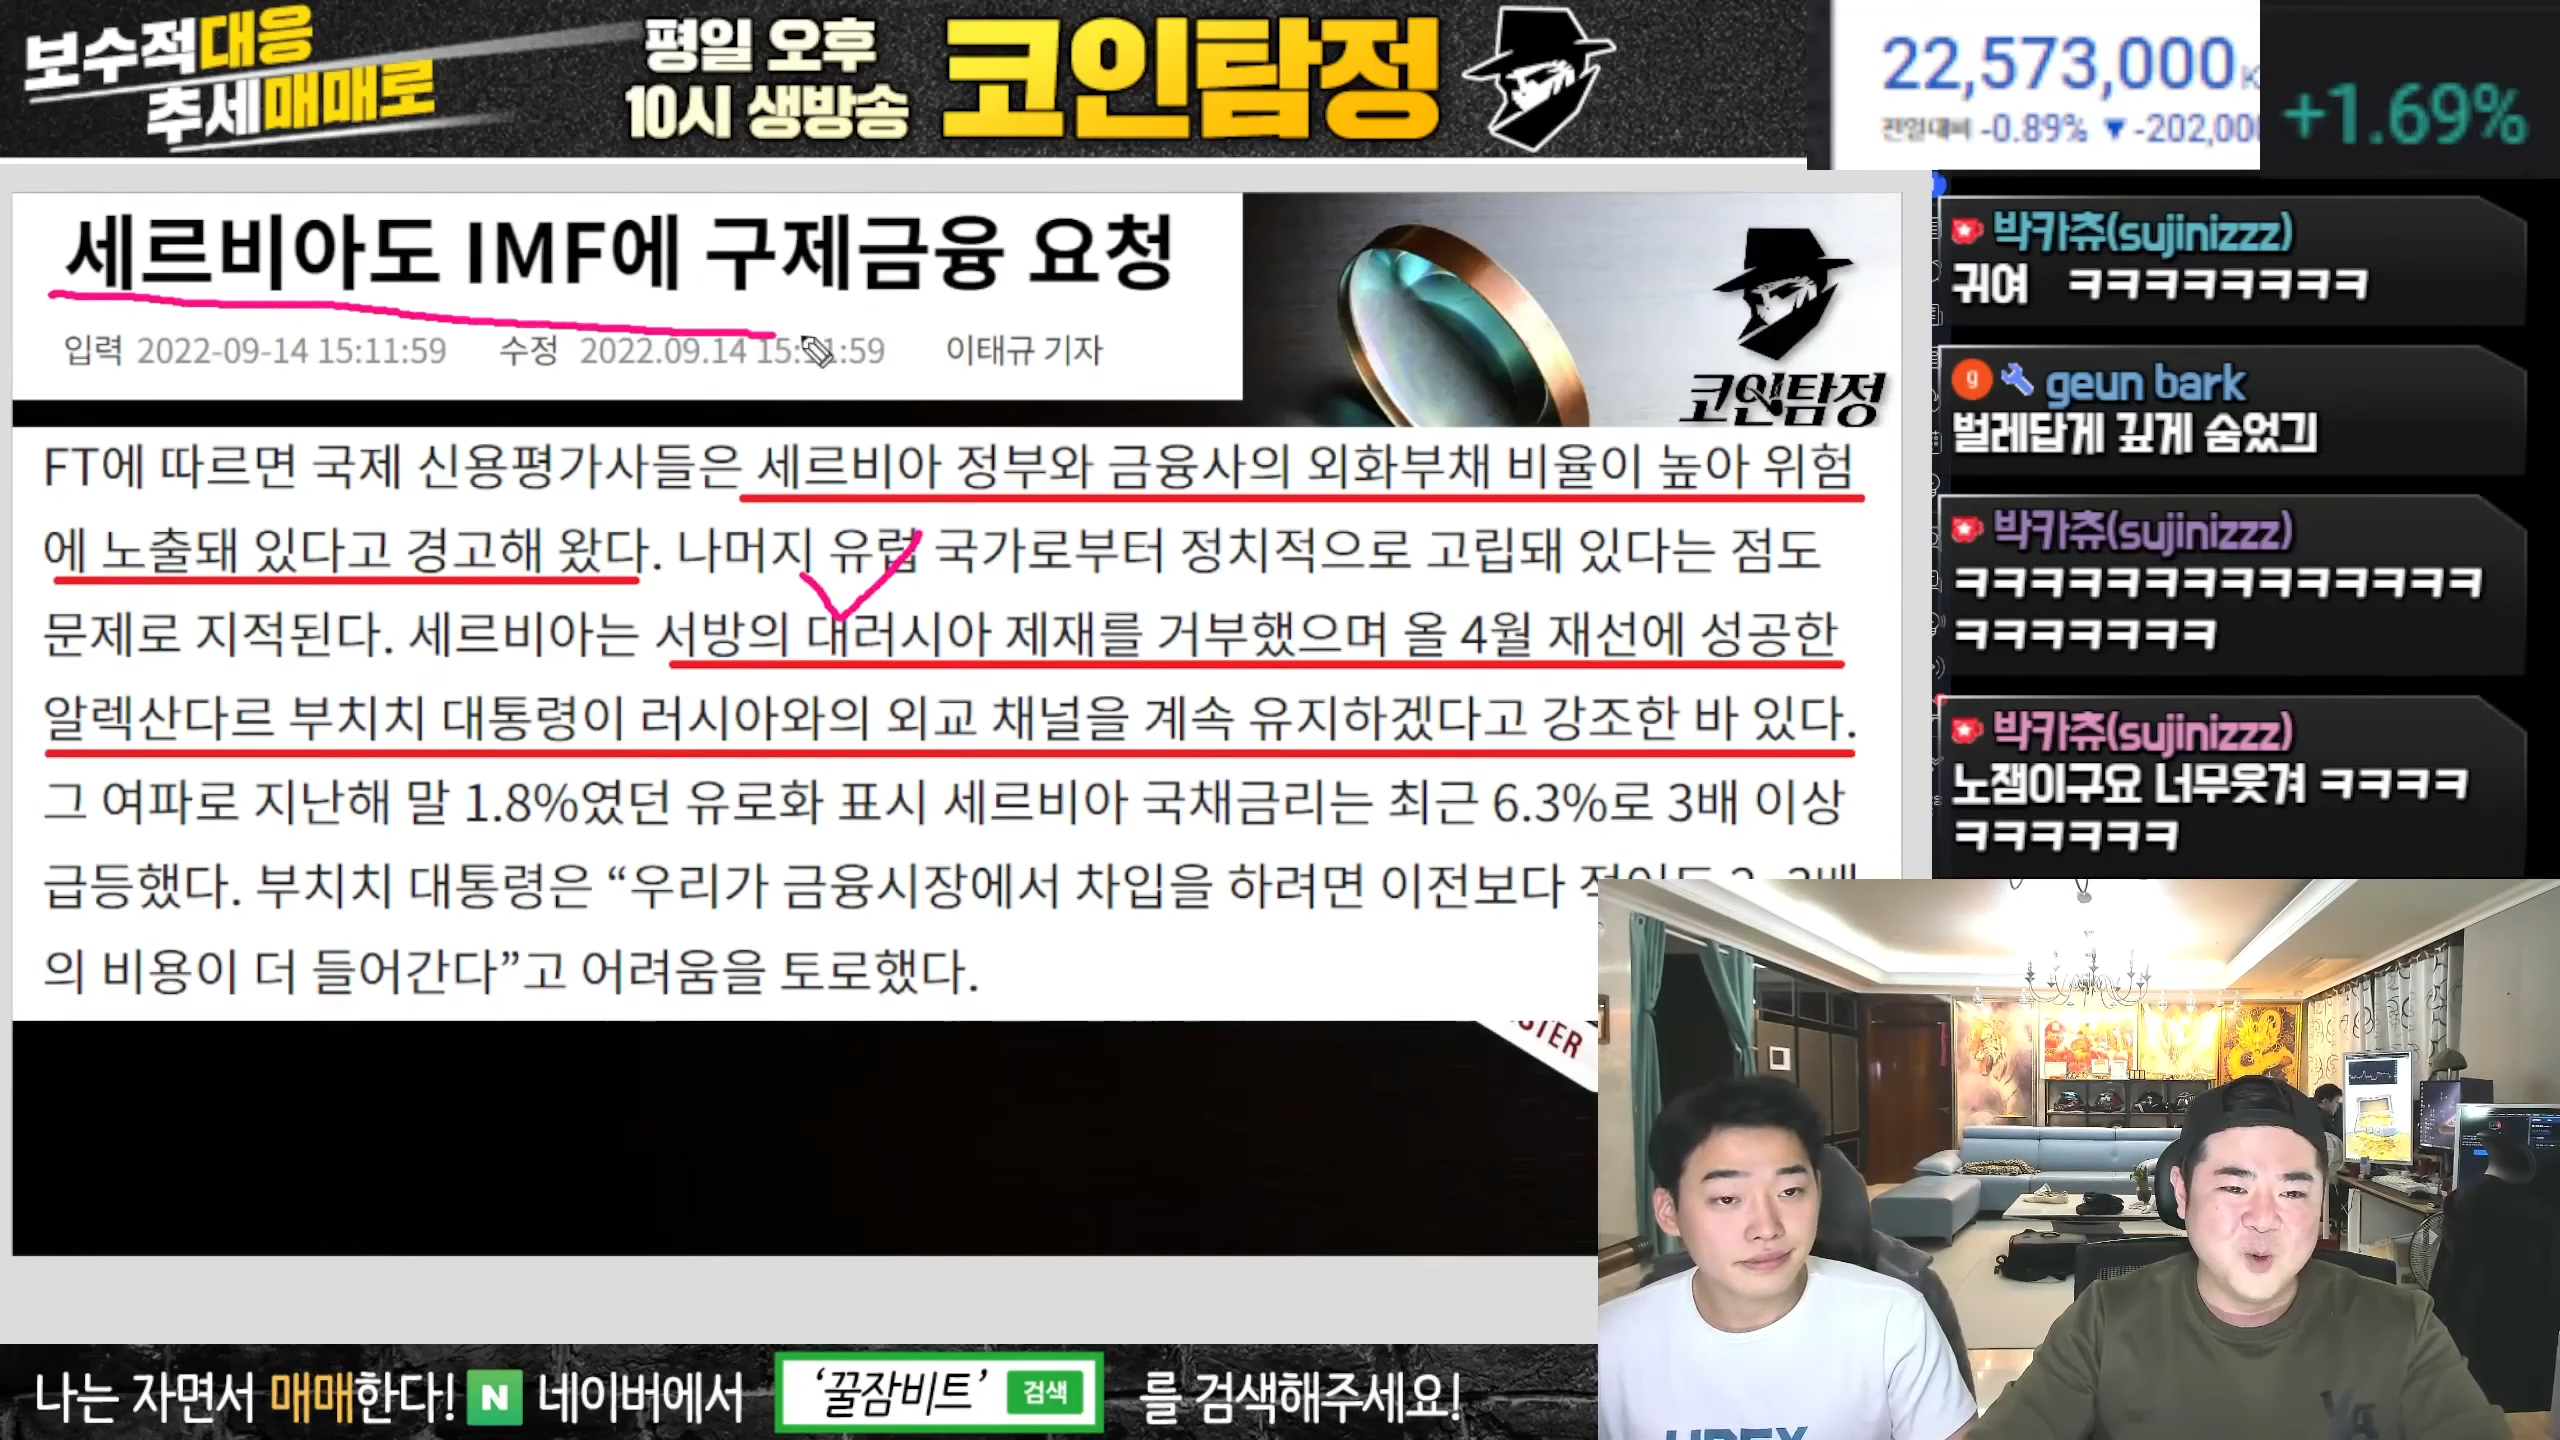 보수적대응
추세매매로
평일 오후
10시 생방송
코인탐정
22,573,000
전일대비 -0.89% ▼ -202,00
+1.69%
세르비아도 IMF에 구제금융 요청
입력 2022-09-14 15:11:59 수정 2022.09.14 15:11:59 이태규 기자
코인탐정
FT에 따르면 국제 신용평가사들은 세르비아 정부와 금융사의 외화부채 비율이 높아 위험
에 노출돼 있다고 경고해 왔다. 나머지 유럽 국가로부터 정치적으로 고립돼 있다는 점도
문제로 지적된다. 세르비아는 서방의 대러시아 제재를 거부했으며 올 4월 재선에 성공한
알렉산다르 부치치 대통령이 러시아와의 외교 채널을 계속 유지하겠다고 강조한 바 있다.
그 여파로 지난해 말 1.8%였던 유로화 표시 세르비아 국채금리는 최근 6.3%로 3배 이상
급등했다. 부치치 대통령은 “우리가 금융시장에서 차입을 하려면 이전보다
의 비용이 더 들어간다”고 어려움을 토로했다.
박카츄(sujinizzz)
귀여 ㅋㅋㅋㅋㅋㅋㅋㅋ
g geun bark
벌레답게 깊게 숨었긔
박카츄(sujinizzz)
ㅋㅋㅋㅋㅋㅋㅋㅋㅋㅋㅋㅋㅋㅋ
ㅋㅋㅋㅋㅋㅋㅋ
박카츄(sujinizzz)
노잼이구요 너무웃겨 ㅋㅋㅋㅋ
ㅋㅋㅋㅋㅋㅋ
나는 자면서 매매한다! N 네이버에서 ‘꿀잠비트’ 검색 를 검색해주세요!